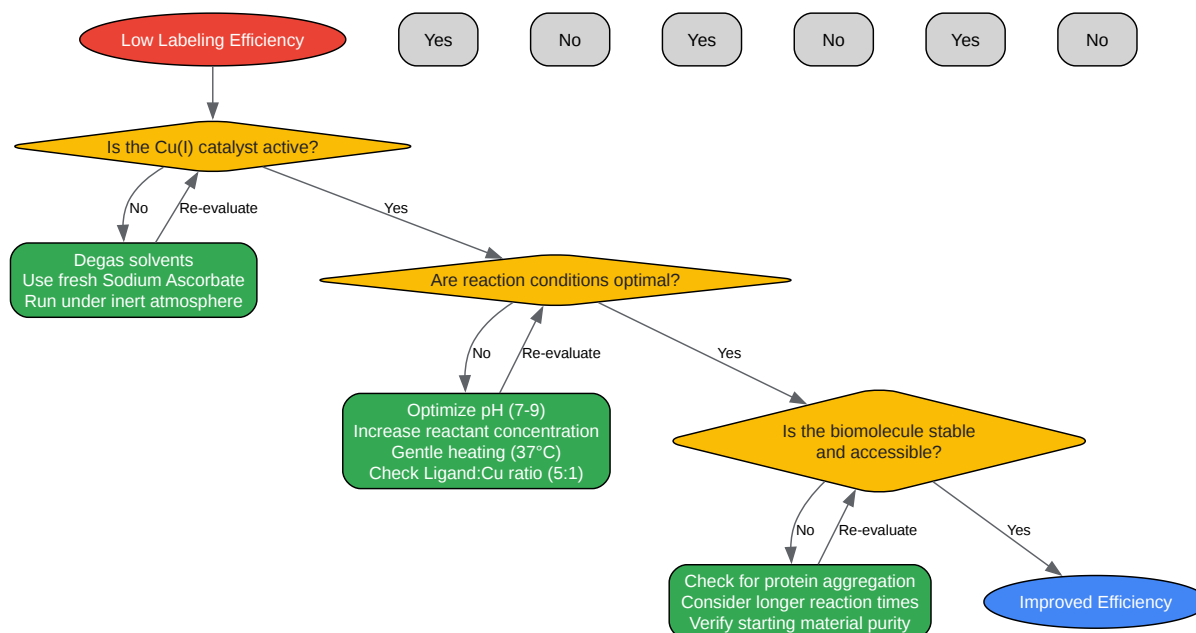 Low Labeling Efficiency
Yes
No
Yes
No
Yes
No
Is the Cu(I) catalyst active?
No
Re-evaluate
Yes
Degas solvents
Use fresh Sodium Ascorbate
Run under inert atmosphere
Are reaction conditions optimal?
No
Re-evaluate
Yes
Optimize pH (7-9)
Increase reactant concentration
Gentle heating (37°C)
Check Ligand:Cu ratio (5:1)
Is the biomolecule stable
and accessible?
No
Re-evaluate
Yes
Check for protein aggregation
Consider longer reaction times
Verify starting material purity
Improved Efficiency